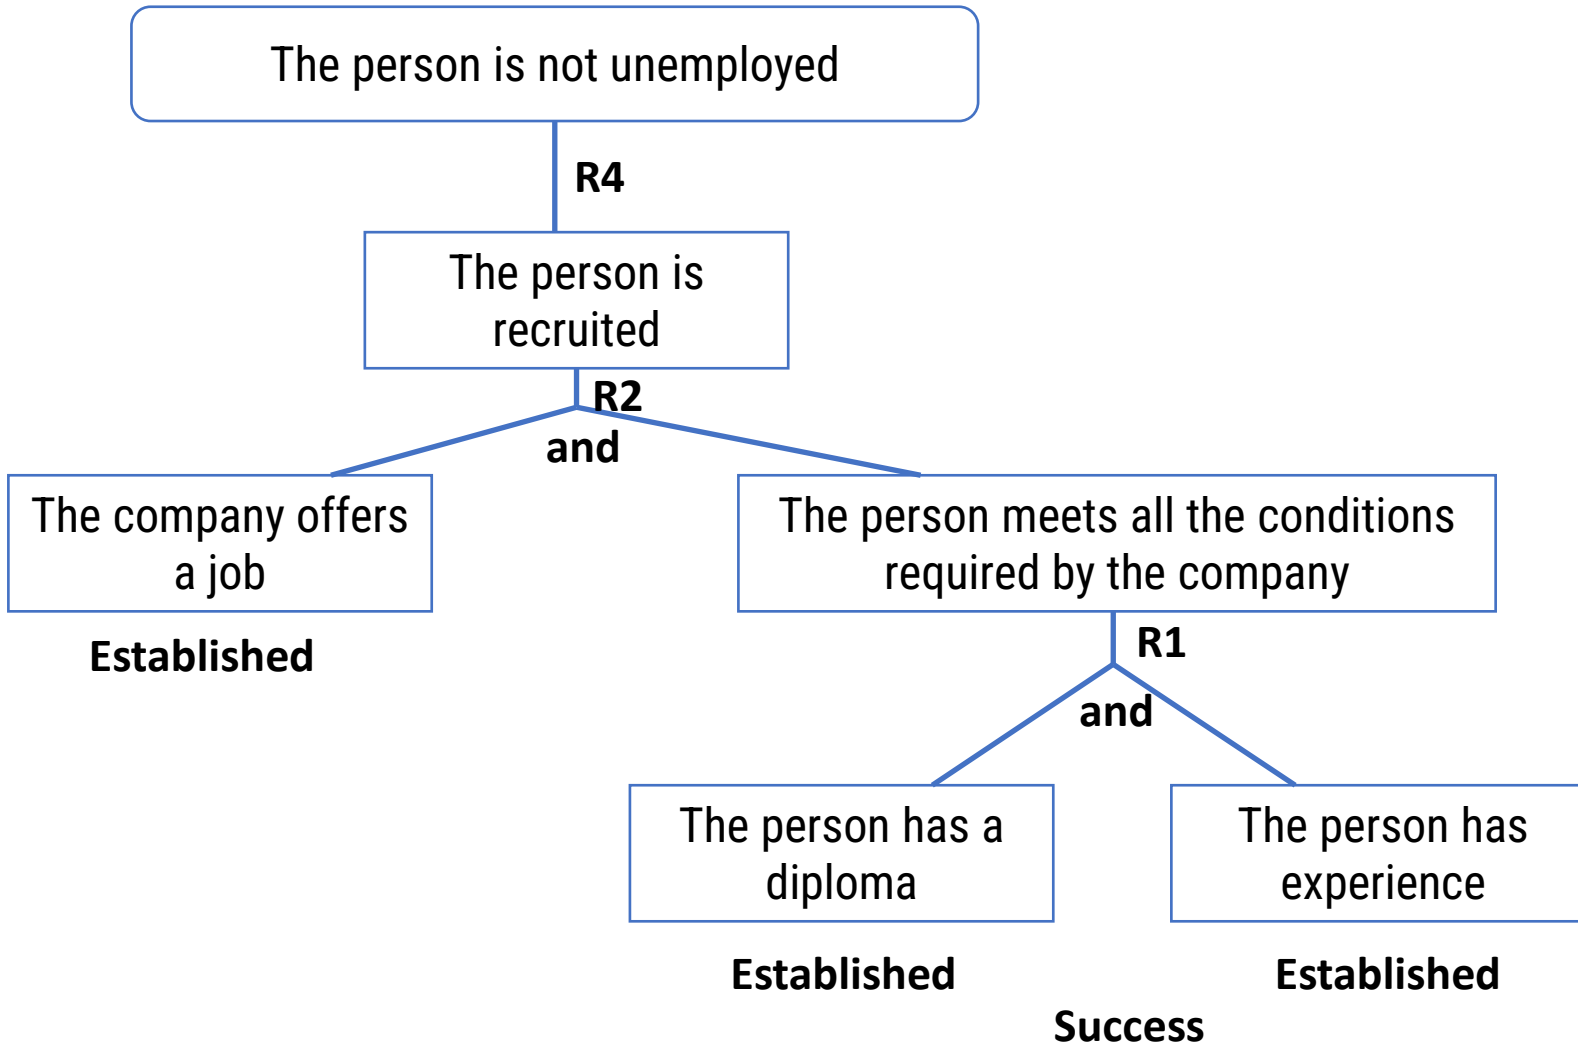 The person is not unemployed
R4
The person is
recruited
R2
and
The company offers
a job
The person meets all the conditions
required by the company
Established
R1
and
The person has a
diploma
The person has
experience
Established
Established
Success